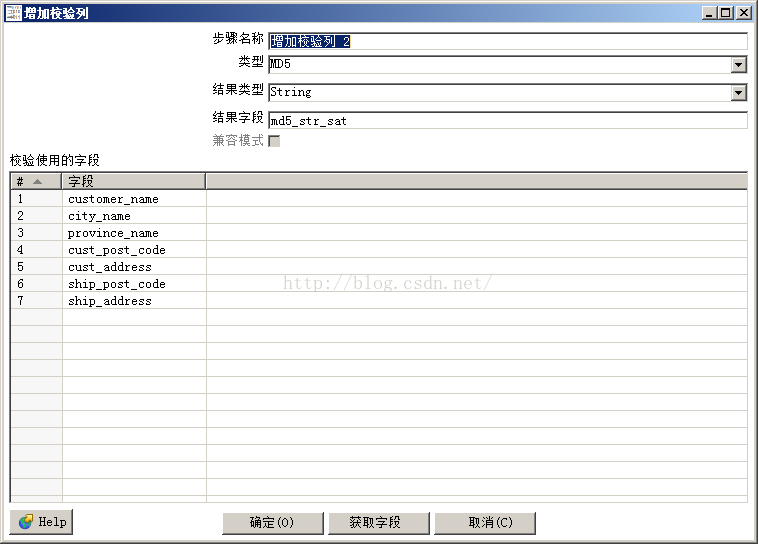 增加校验列
步骤名称 增加校验列 2
类型 MD5
结果类型 String
结果字段 md5_str_sat
兼容模式
校验使用的字段
# 字段
1 customer_name
2 city_name
3 province_name
4 cust_post_code
5 cust_address
6 ship_post_code
7 ship_address
http://blog.csdn.net/
Help 确定(O) 获取字段 取消(C)